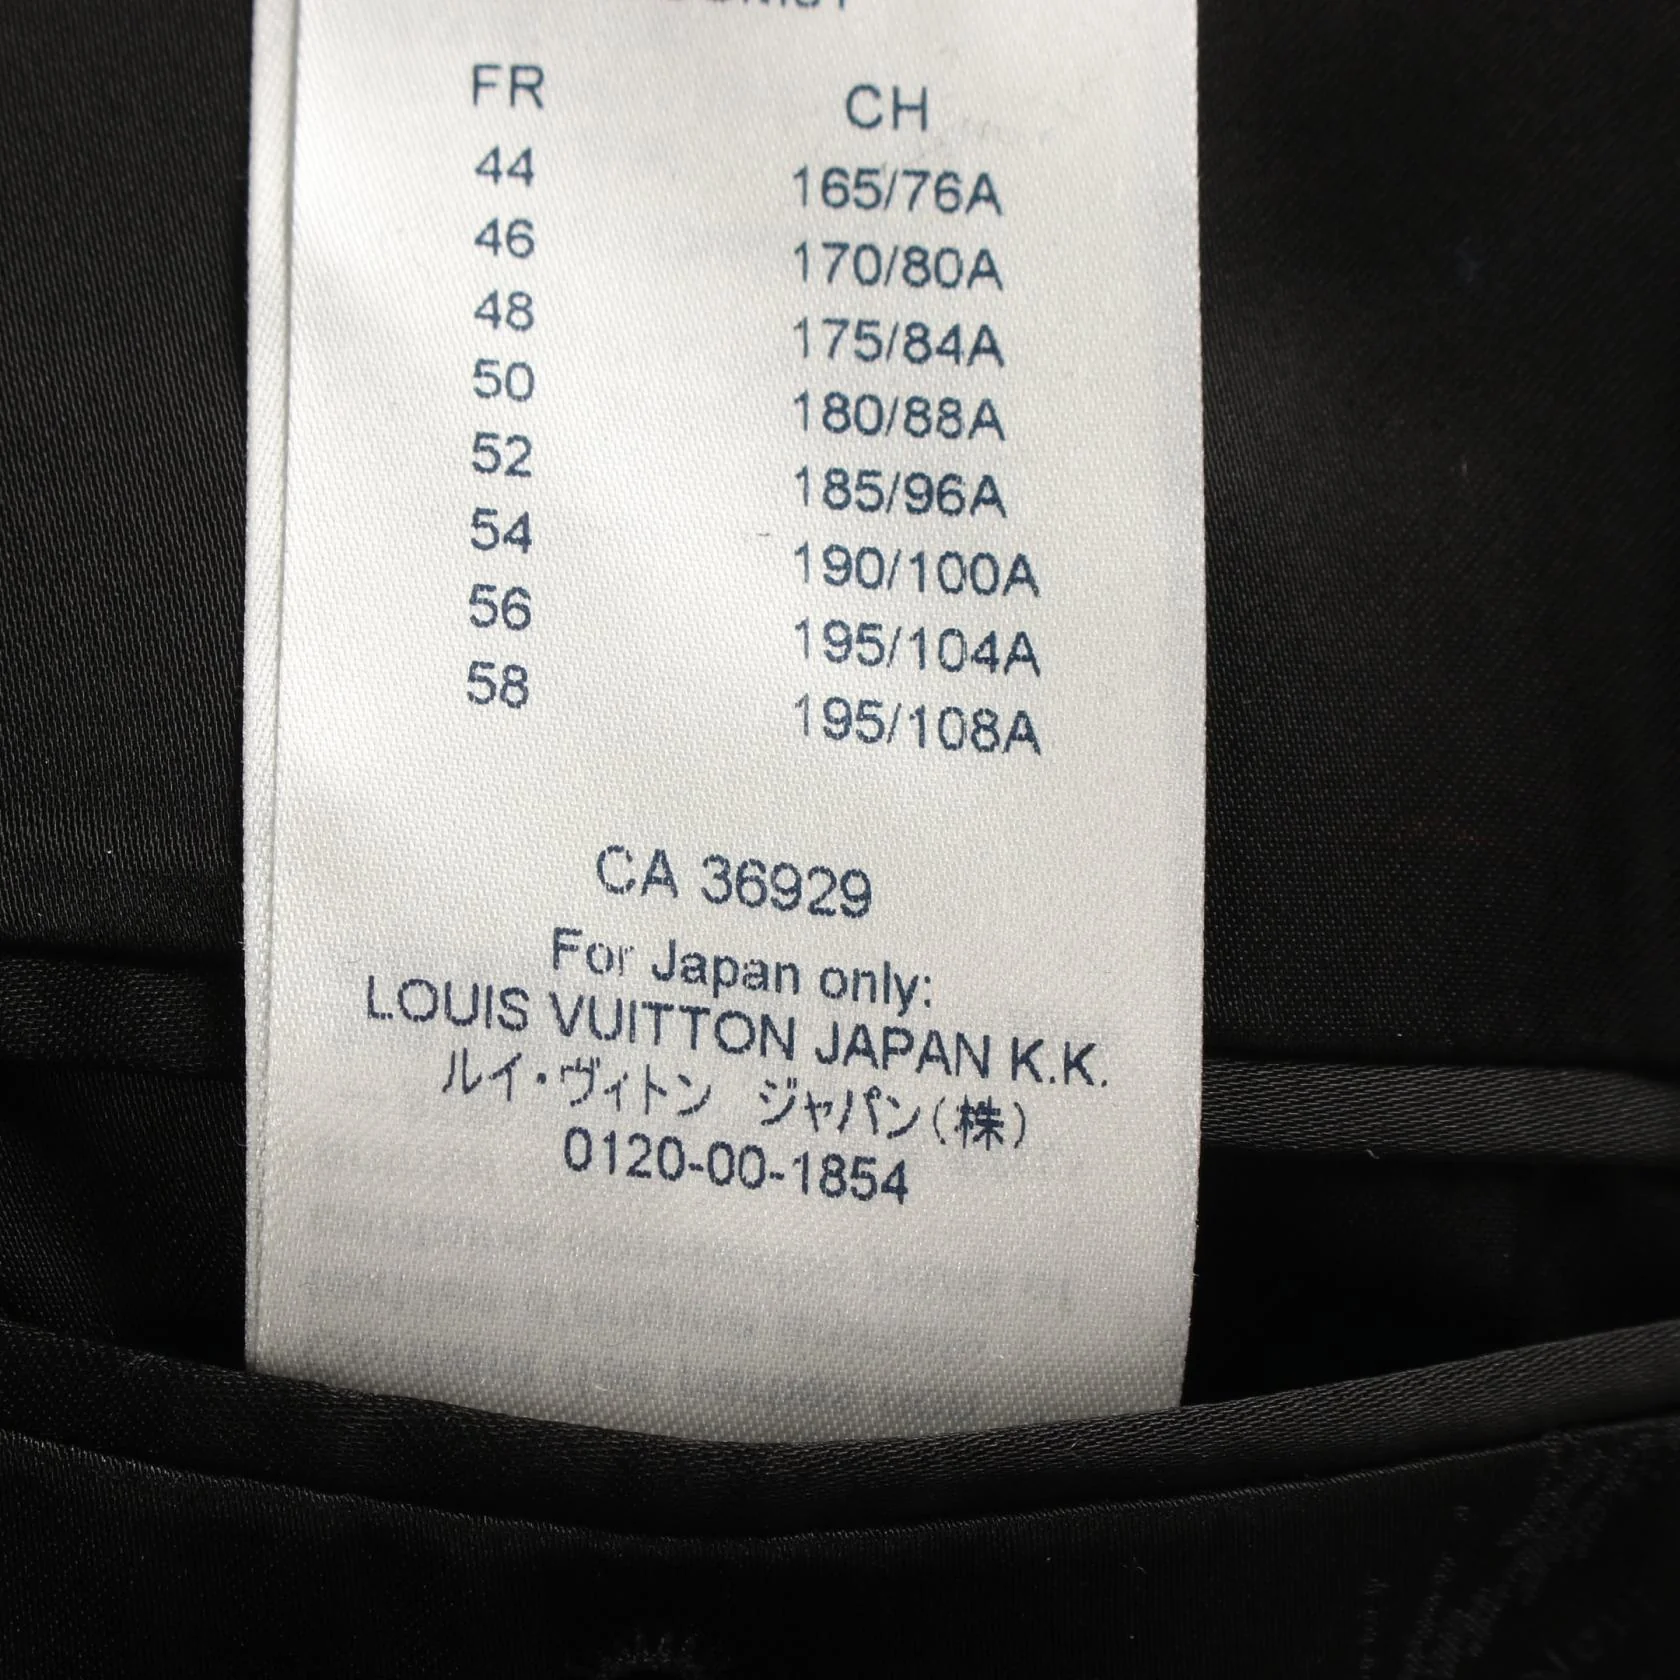 FR CH
44 165/76A
46 170/80A
48 175/84A
50 180/88A
52 185/96A
54 190/100A
56 195/104A
58 195/108A
CA 36929
For Japan only:
LOUIS VUITTON JAPAN K.K.
ルイ・ヴィトン ジャパン(株)
0120-00-1854